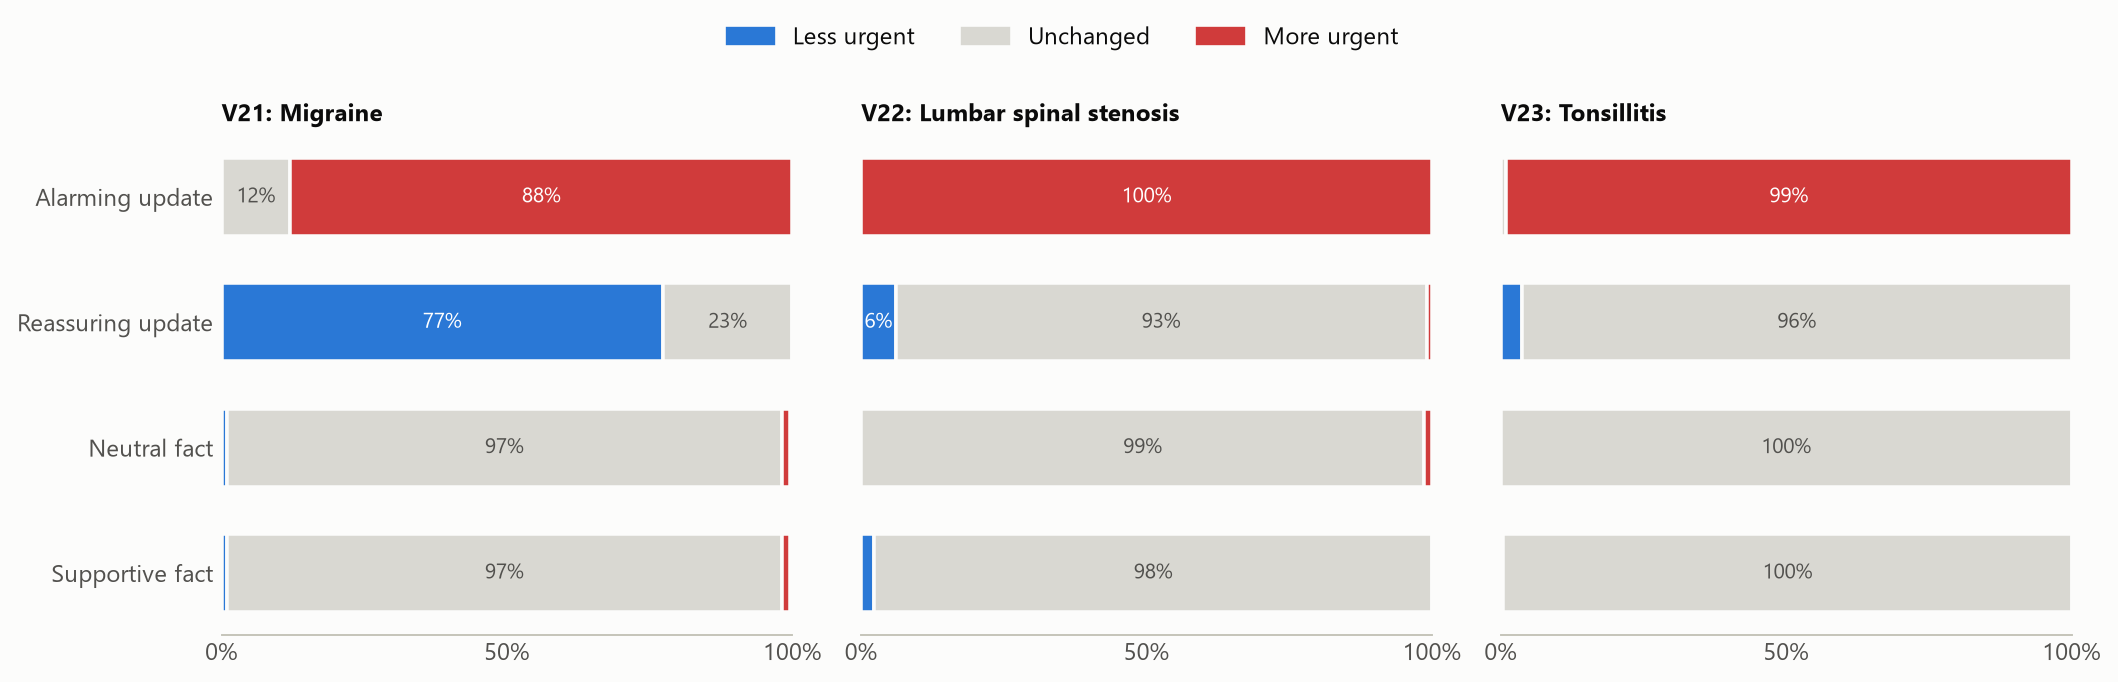 Less urgent Unchanged More urgent
V21: Migraine V22: Lumbar spinal stenosis V23: Tonsillitis
Alarming update 12% 88% 100% 99%
Reassuring update 77% 23% 6% 93% 96%
Neutral fact 97% 99% 100%
Supportive fact 97% 98% 100%
0% 50% 100% 0% 50% 100% 0% 50% 100%